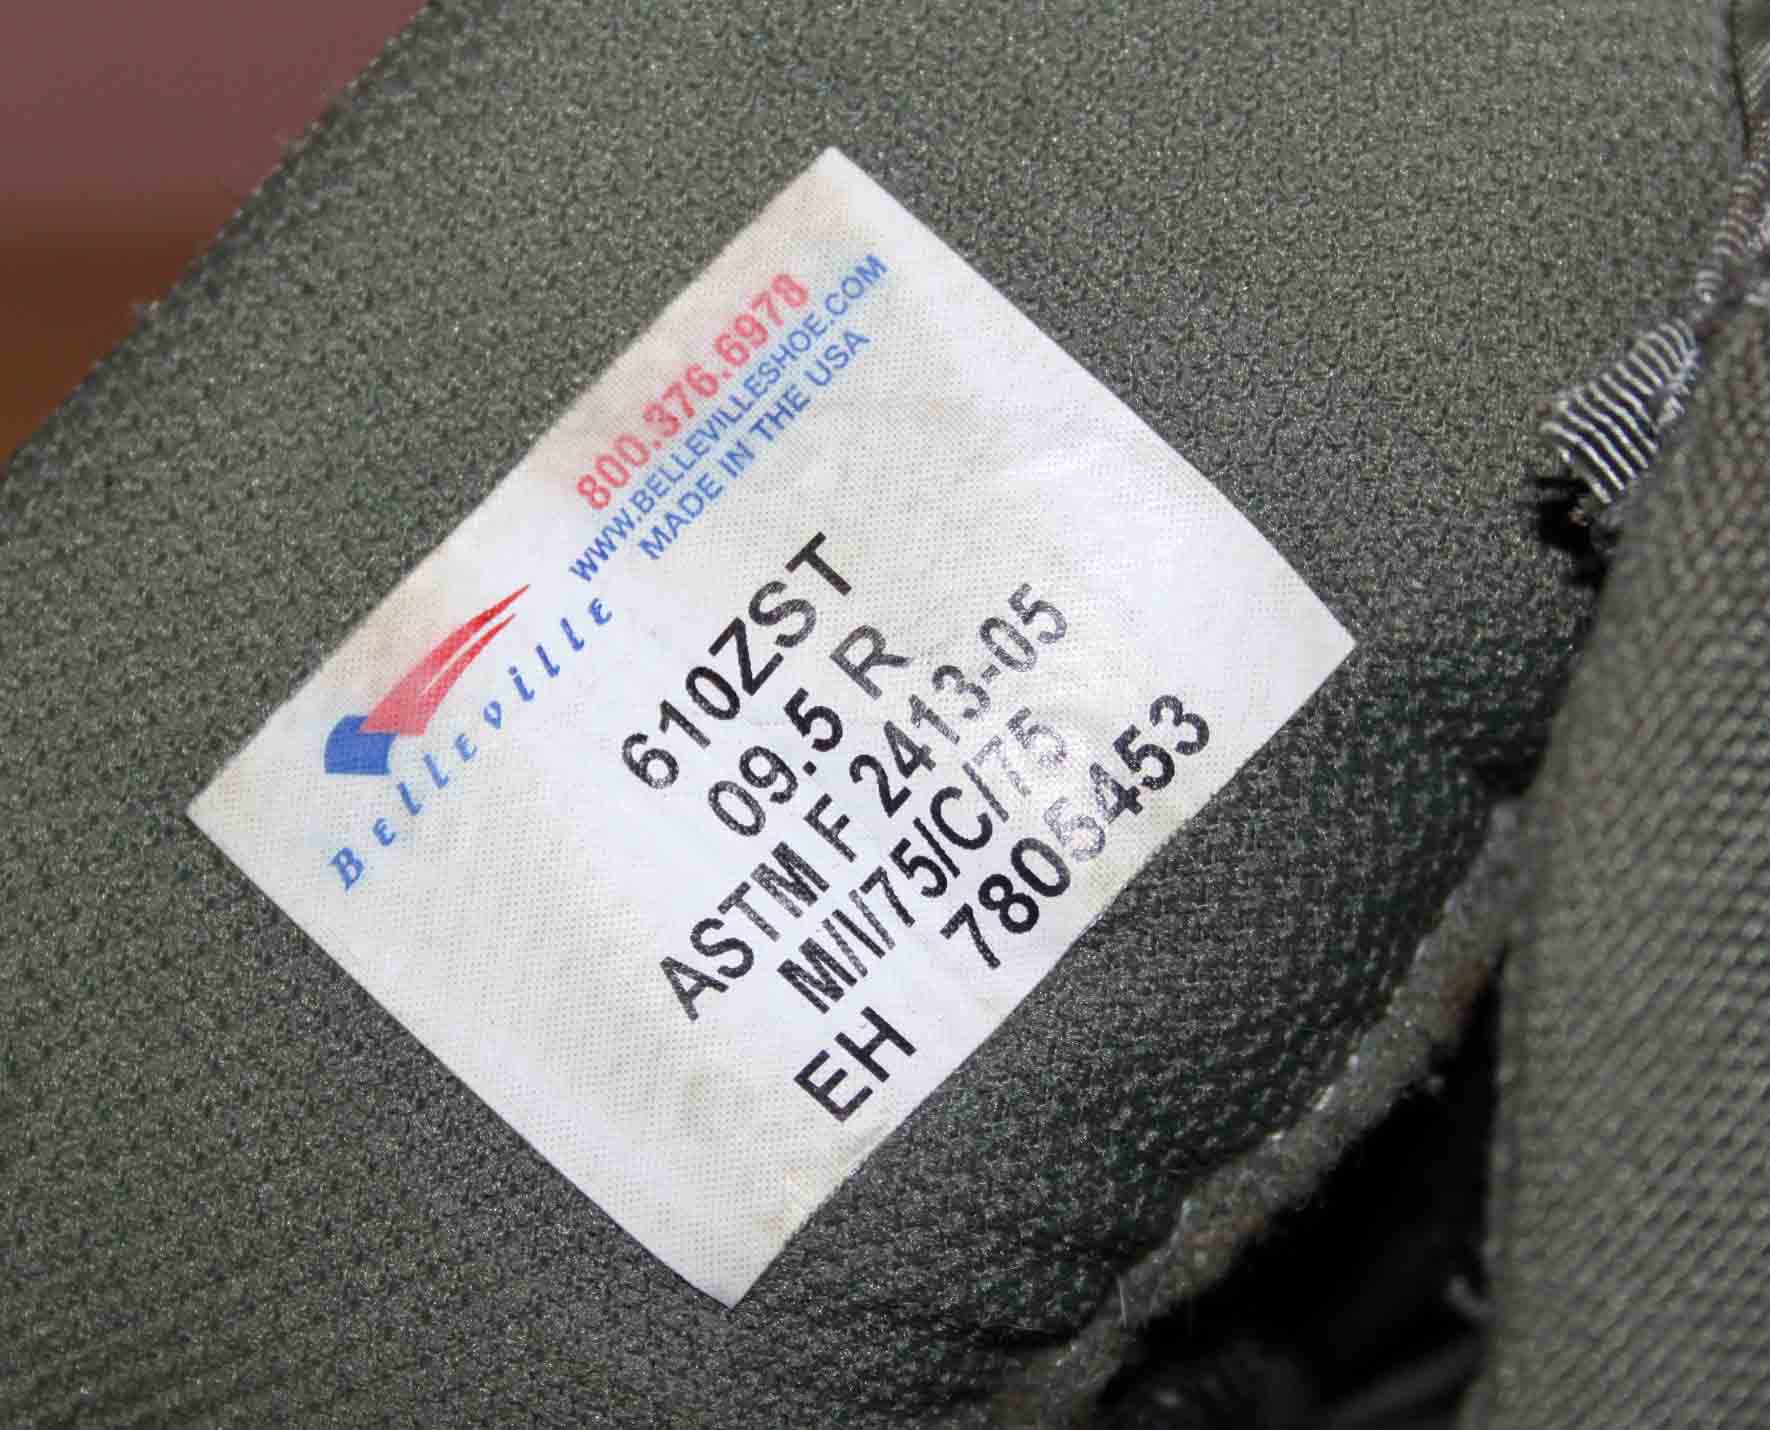 800.376.6978
WWW.BELLEVILLESHOE.COM
MADE IN THE USA
Belleville
610ZST
09.5 R
ASTM F 2413-05
M/I/75/C/75
EH 7805453